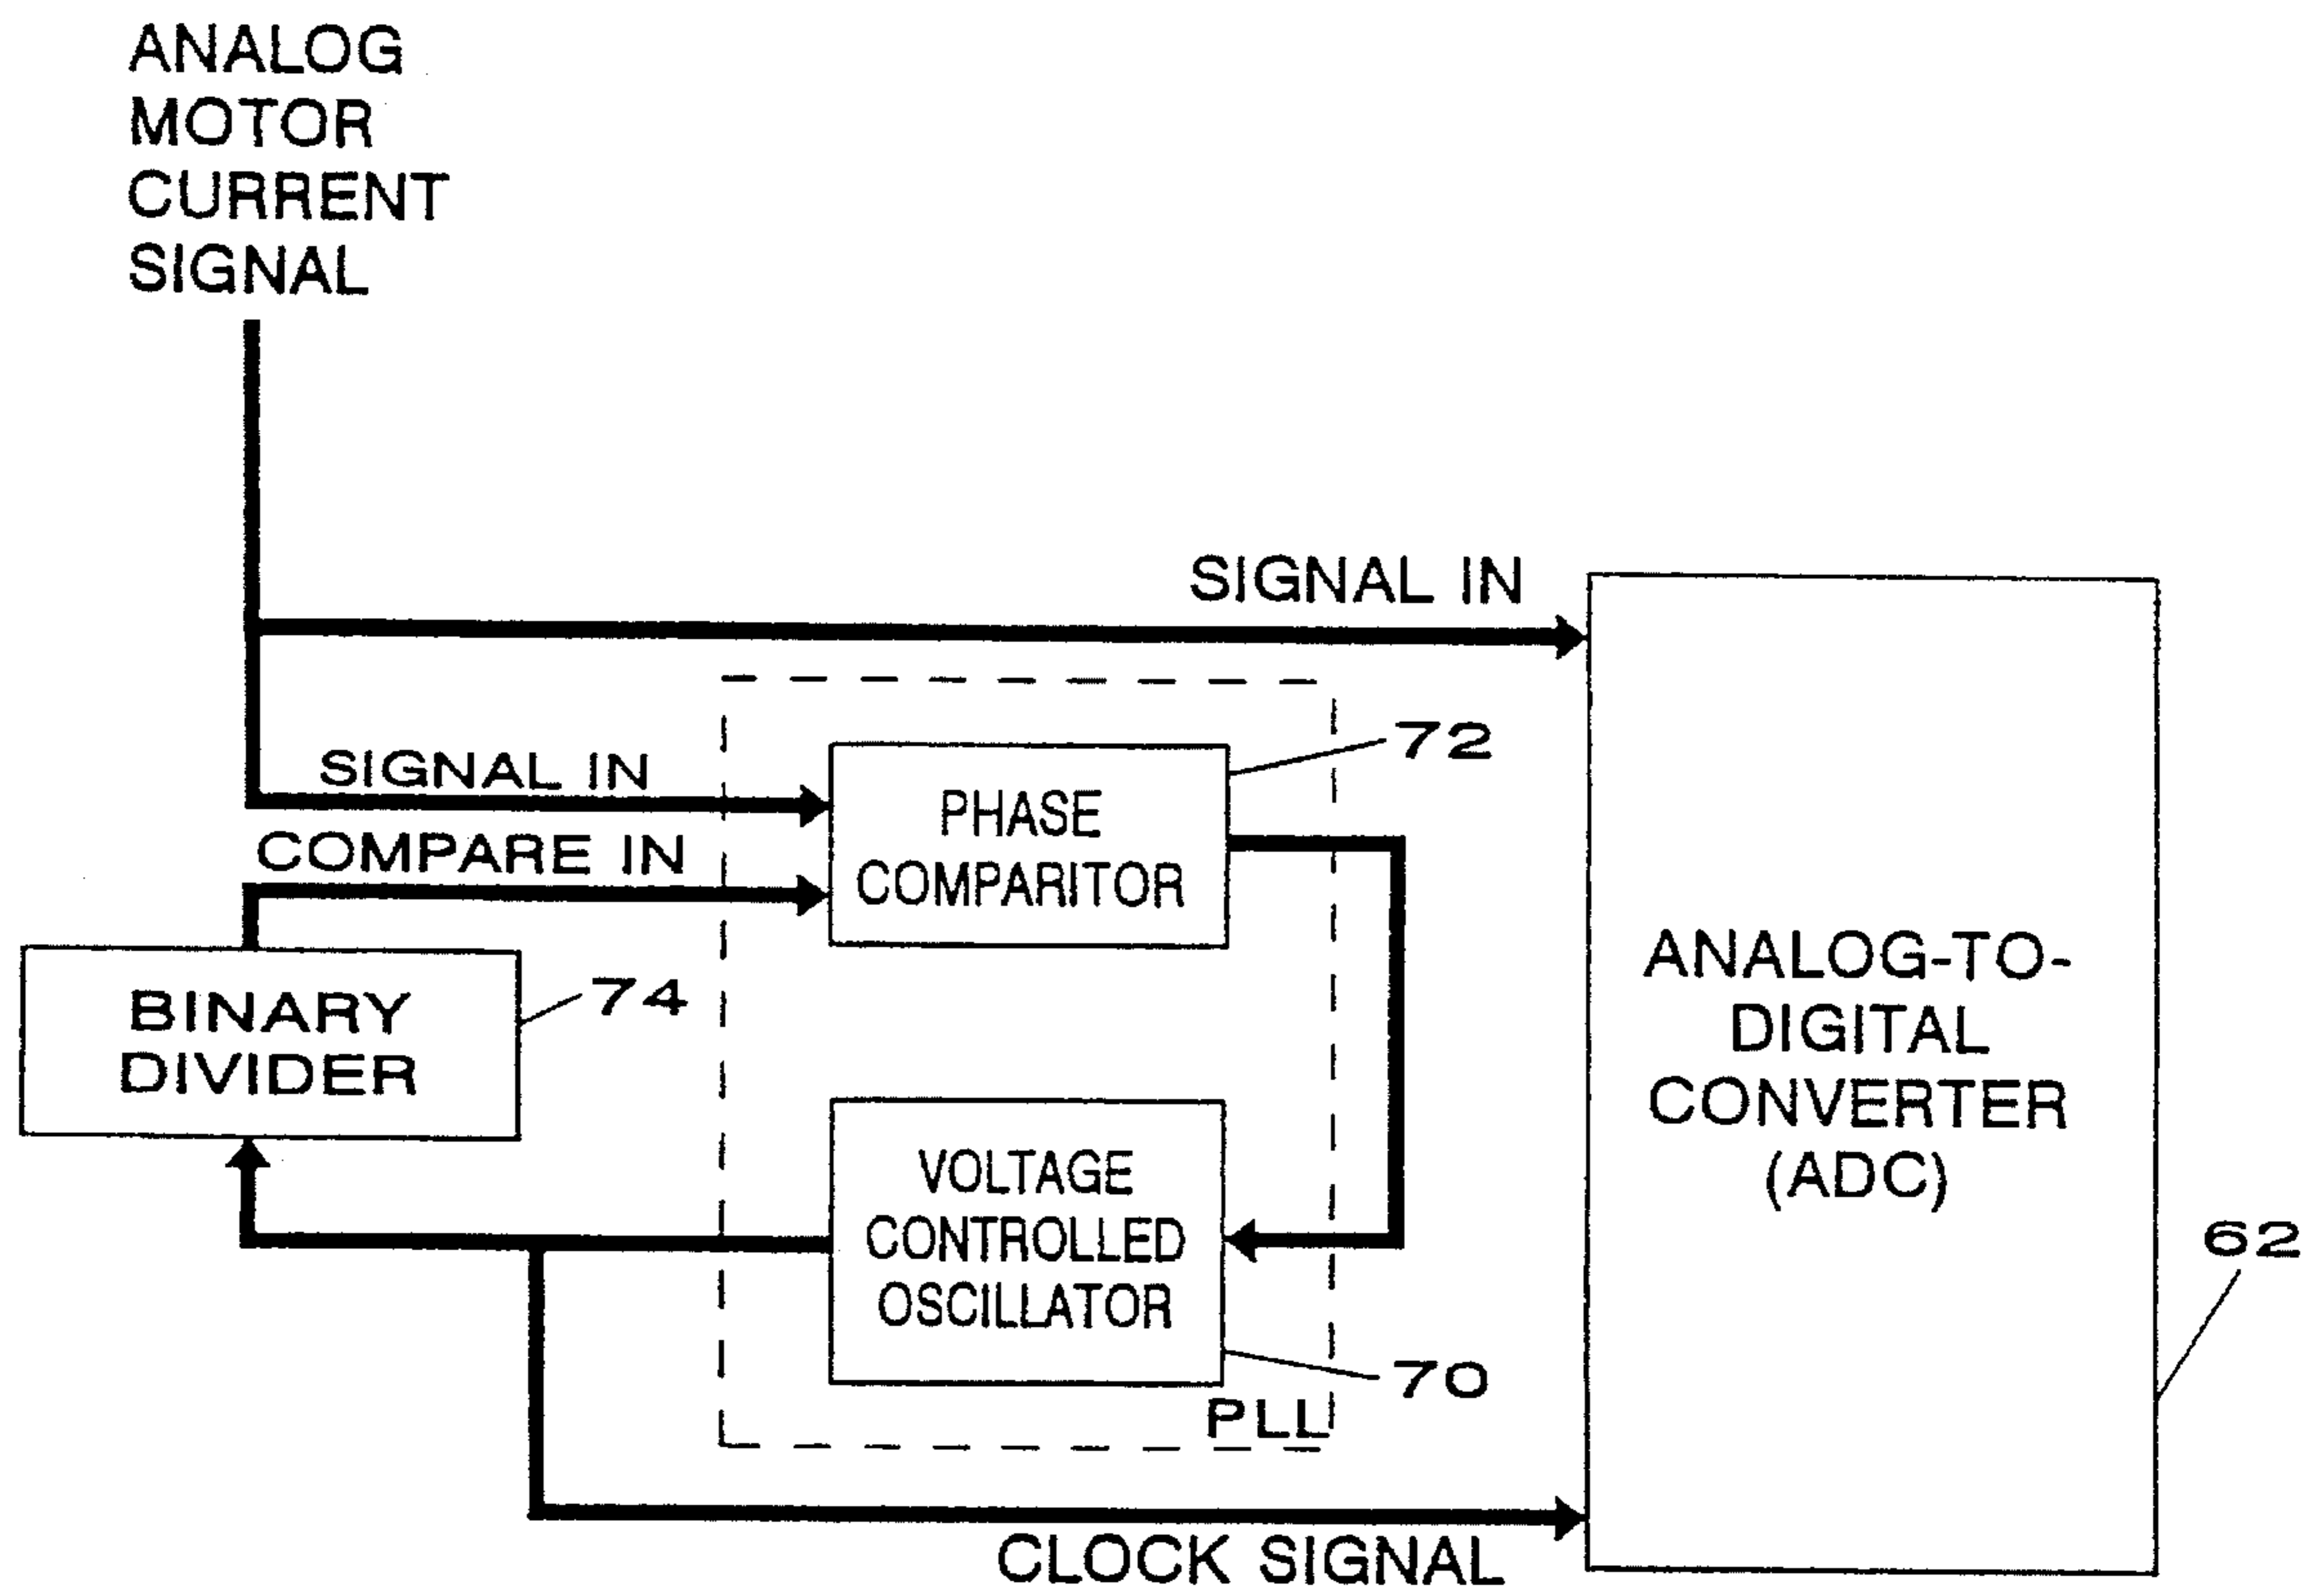 ANALOG
MOTOR
CURRENT
SIGNAL
SIGNAL IN
SIGNAL IN
COMPARE IN
72
PHASE
COMPARITOR
BINARY
DIVIDER
74
ANALOG-TO-
DIGITAL
CONVERTER
(ADC)
VOLTAGE
CONTROLLED
OSCILLATOR
70
PLL
62
CLOCK SIGNAL